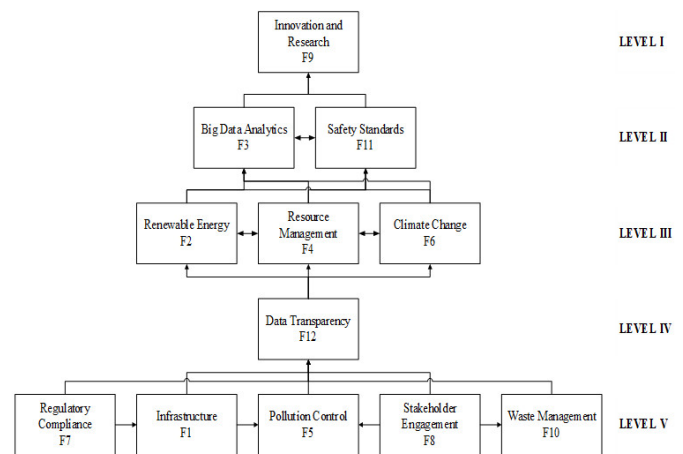 Innovation and
Research
F9
LEVEL I
Big Data Analytics
F3
Safety Standards
F11
LEVEL II
Renewable Energy
F2
Resource
Management
F4
Climate Change
F6
LEVEL III
Data Transparency
F12
LEVEL IV
Regulatory
Compliance
F7
Infrastructure
F1
Pollution Control
F5
Stakeholder
Engagement
F8
Waste Management
F10
LEVEL V